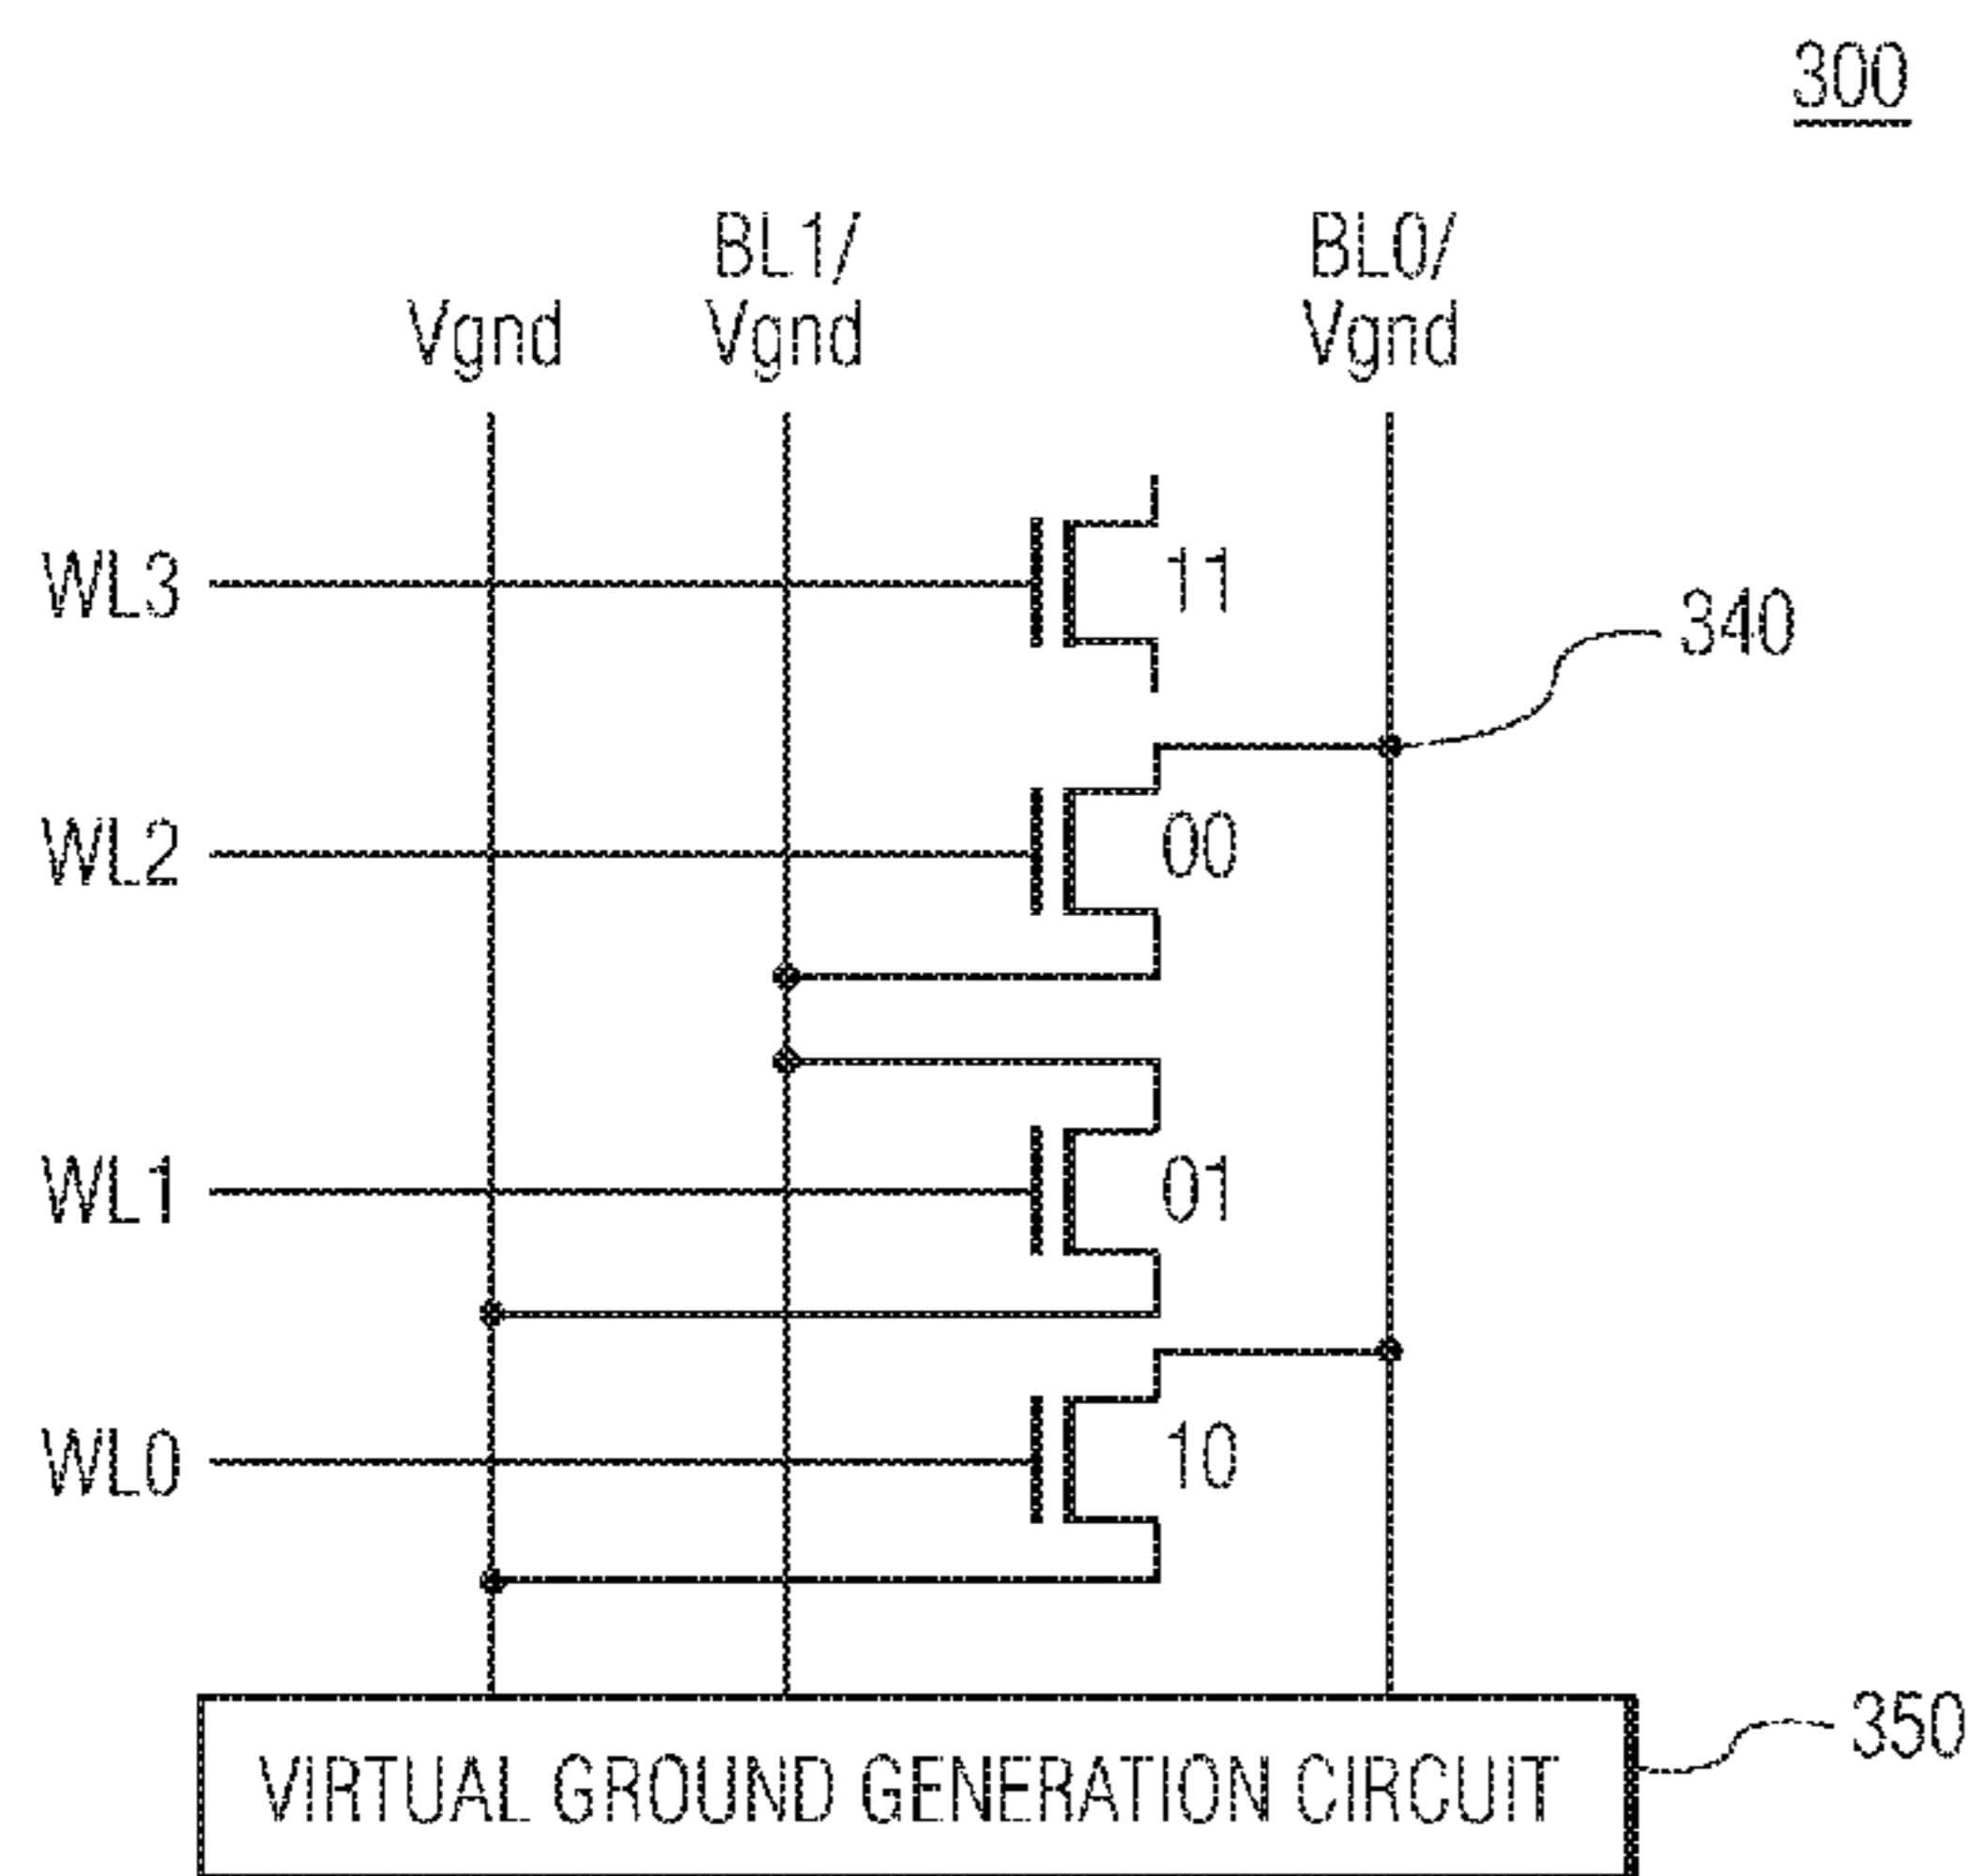 300
BL1/ BL0/
Vgnd Vgnd Vgnd
WL3 11
340
WL2 00
WL1 01
WL0 10
350
VIRTUAL GROUND GENERATION CIRCUIT